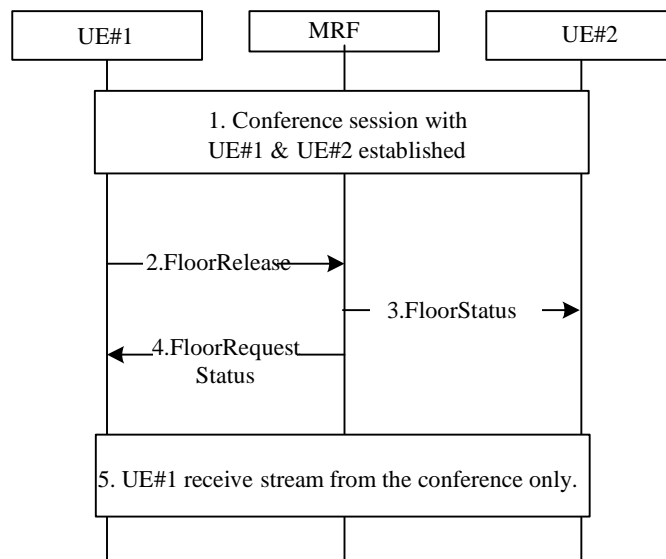 UE#1
MRF
UE#2
1. Conference session with
UE#1 & UE#2 established
2.FloorRelease
3.FloorStatus
4.FloorRequest
Status
5. UE#1 receive stream from the conference only.